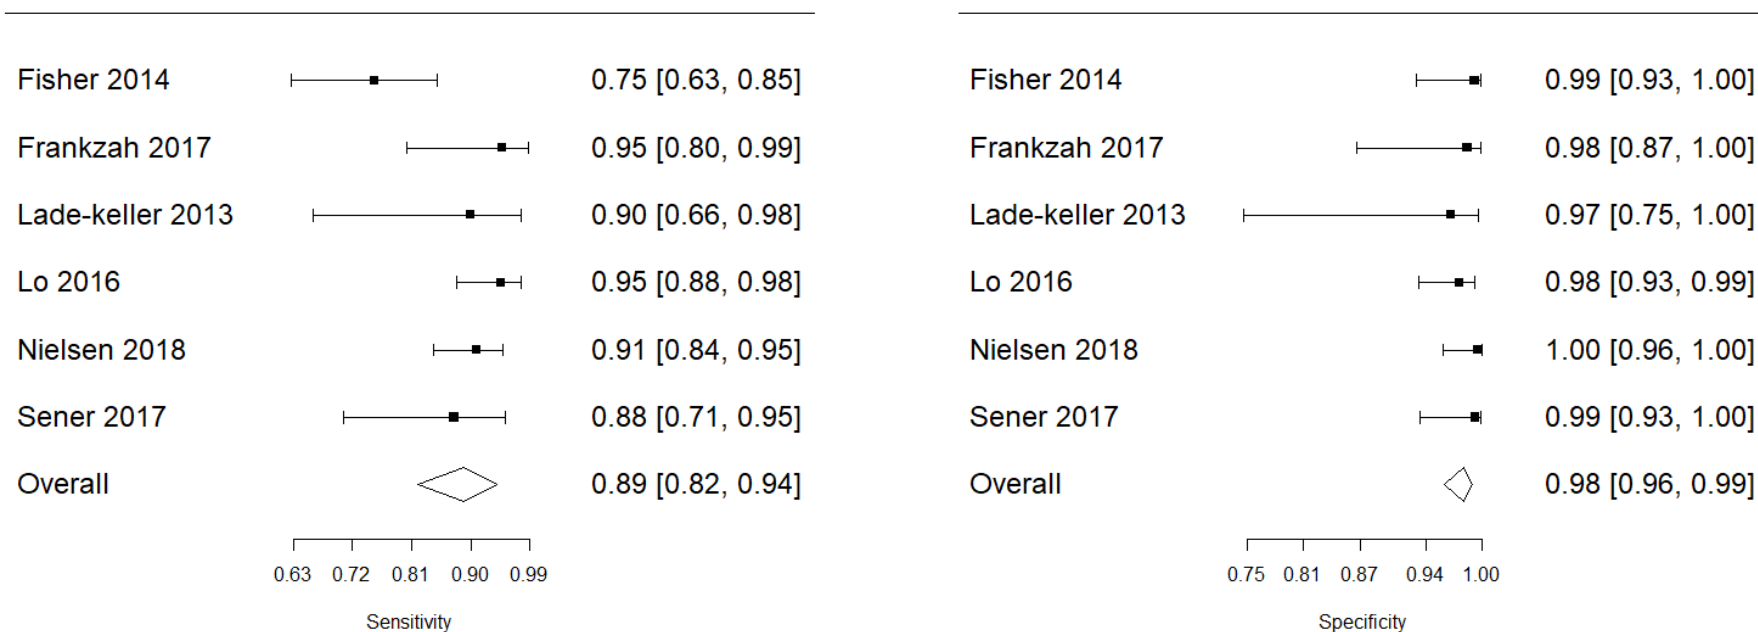 Fisher 2014 0.75 [0.63, 0.85]
Frankzah 2017 0.95 [0.80, 0.99]
Lade-keller 2013 0.90 [0.66, 0.98]
Lo 2016 0.95 [0.88, 0.98]
Nielsen 2018 0.91 [0.84, 0.95]
Sener 2017 0.88 [0.71, 0.95]
Overall 0.89 [0.82, 0.94]
0.63 0.72 0.81 0.90 0.99
Sensitivity
Fisher 2014 0.99 [0.93, 1.00]
Frankzah 2017 0.98 [0.87, 1.00]
Lade-keller 2013 0.97 [0.75, 1.00]
Lo 2016 0.98 [0.93, 0.99]
Nielsen 2018 1.00 [0.96, 1.00]
Sener 2017 0.99 [0.93, 1.00]
Overall 0.98 [0.96, 0.99]
0.75 0.81 0.87 0.94 1.00
Specificity